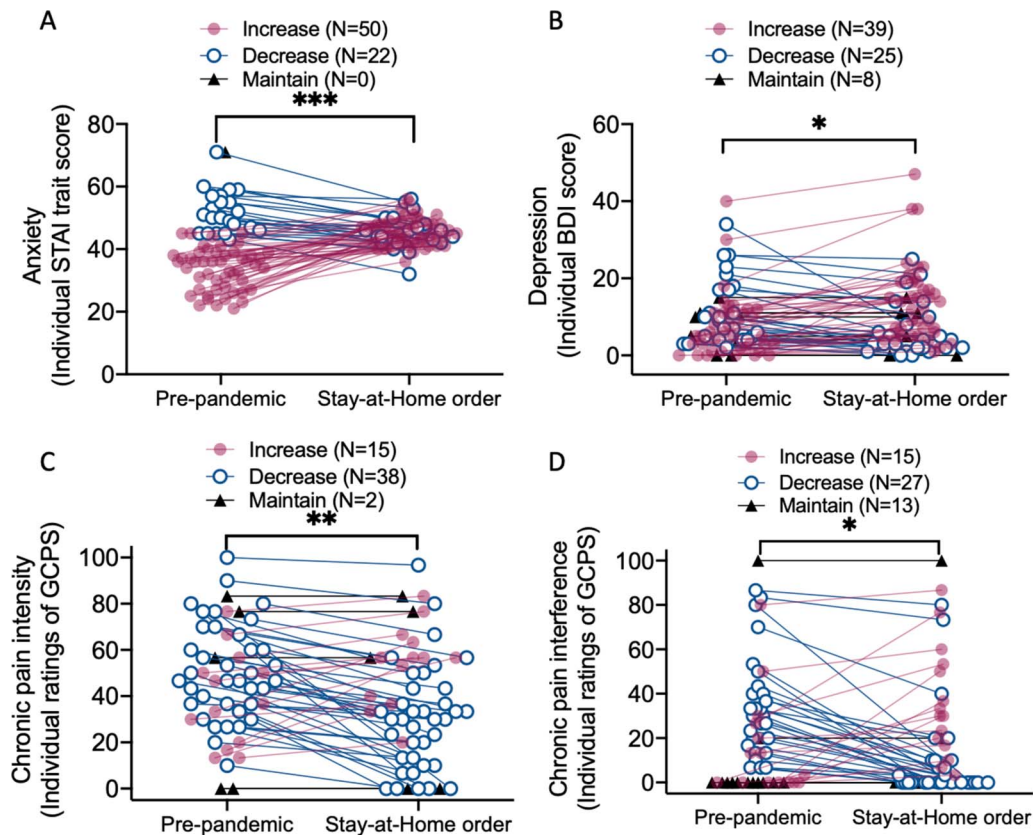 A
Increase (N=50)
Decrease (N=22)
Maintain (N=0)
***
Anxiety
(Individual STAI trait score)
80
60
40
20
0
Pre-pandemic
Stay-at-Home order
B
Increase (N=39)
Decrease (N=25)
Maintain (N=8)
*
Depression
(Individual BDI score)
60
40
20
0
Pre-pandemic
Stay-at-Home order
C
Increase (N=15)
Decrease (N=38)
Maintain (N=2)
**
Chronic pain intensity
(Individual ratings of GCPS)
100
80
60
40
20
0
Pre-pandemic
Stay-at-Home order
D
Increase (N=15)
Decrease (N=27)
Maintain (N=13)
*
Chronic pain interference
(Individual ratings of GCPS)
100
80
60
40
20
0
Pre-pandemic
Stay-at-Home order